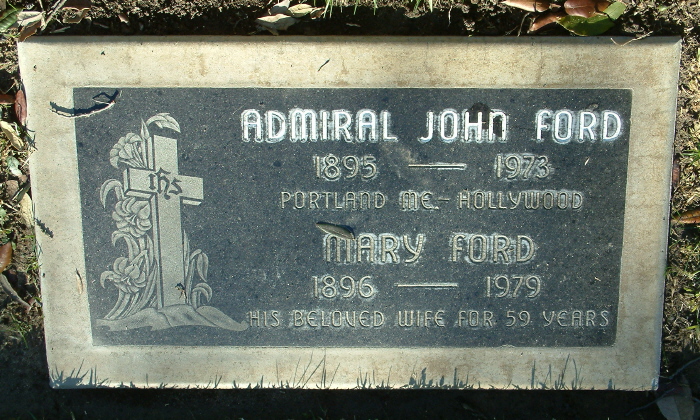 ihs
ADMIRAL JOHN FORD
1895 — 1973
PORTLAND ME. - HOLLYWOOD
MARY FORD
1896 — 1979
HIS BELOVED WIFE FOR 59 YEARS